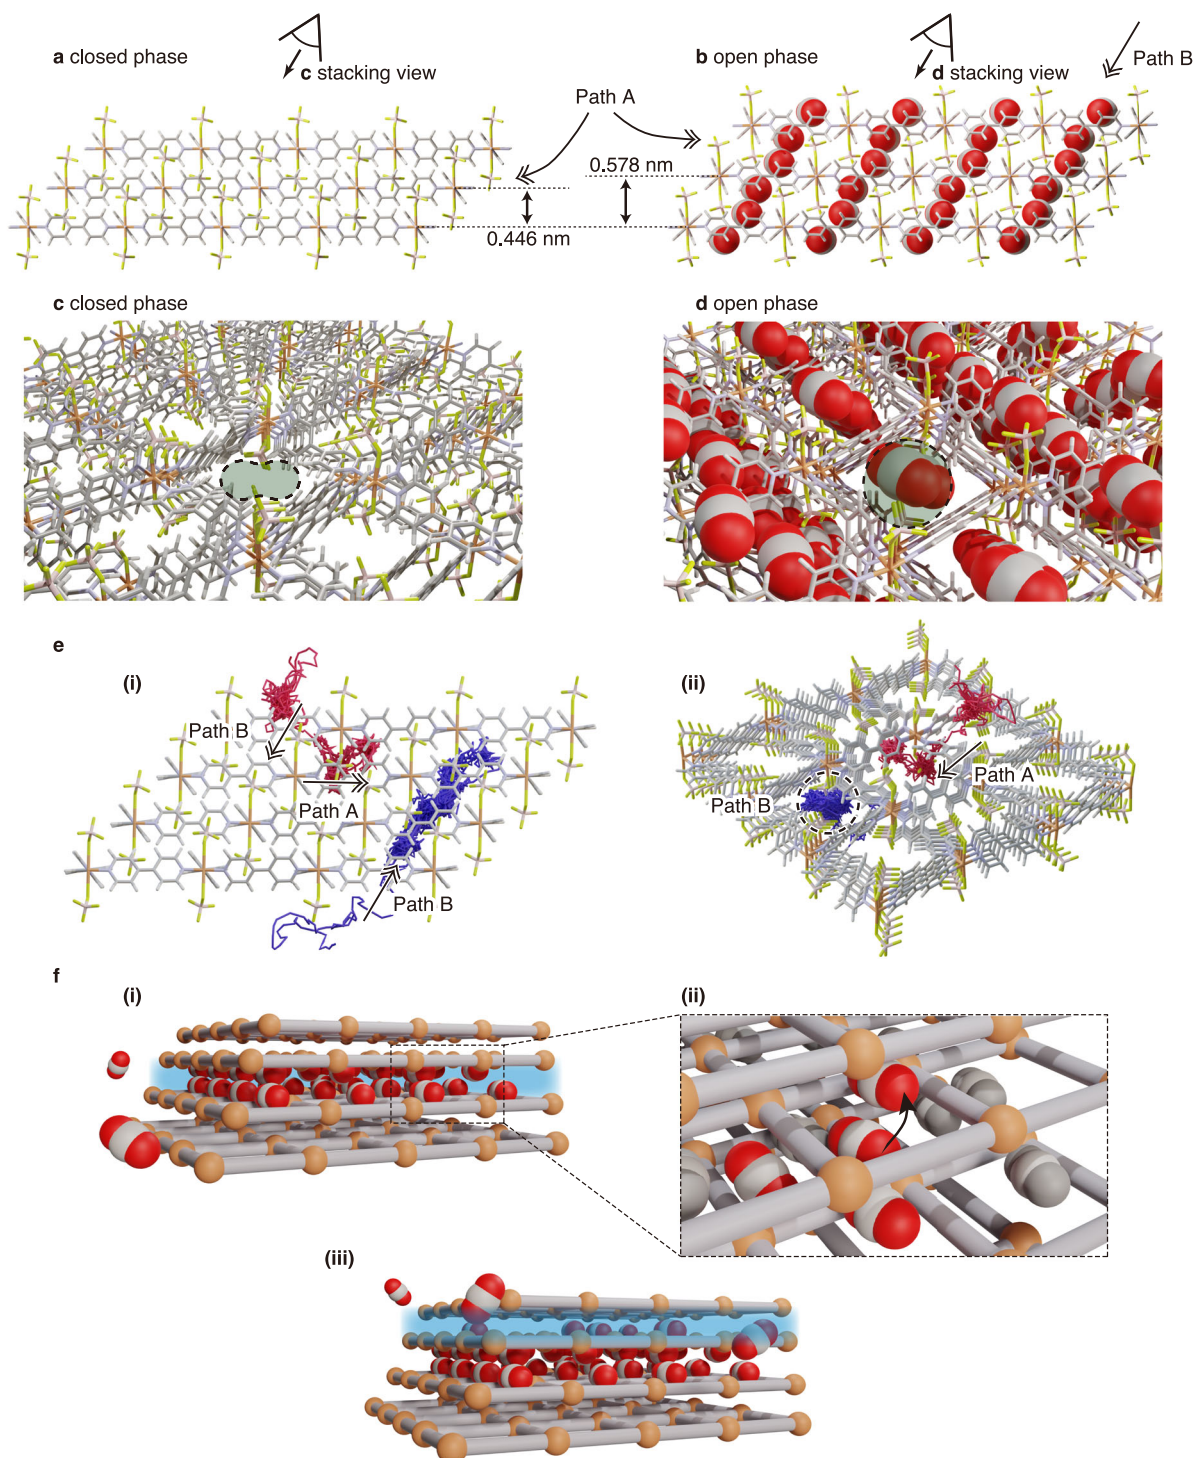 a closed phase
c stacking view
Path A
b open phase
d stacking view
Path B
0.578 nm
0.446 nm
c closed phase
d open phase
e
(i)
Path B
Path A
Path B
(ii)
Path A
Path B
f
(i)
(ii)
(iii)